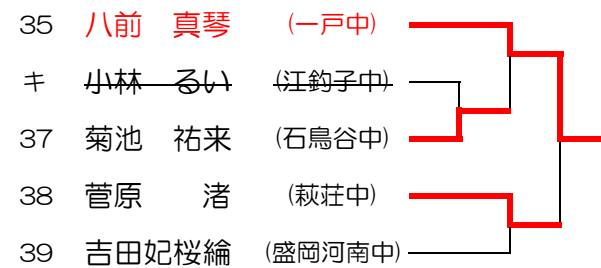 35 八前 真琴 (一戸中)
キ 小林 るい (江釣子中)
37 菊池 祐来 (石鳥谷中)
38 菅原 渚 (萩荘中)
39 吉田妃桜綸 (盛岡河南中)